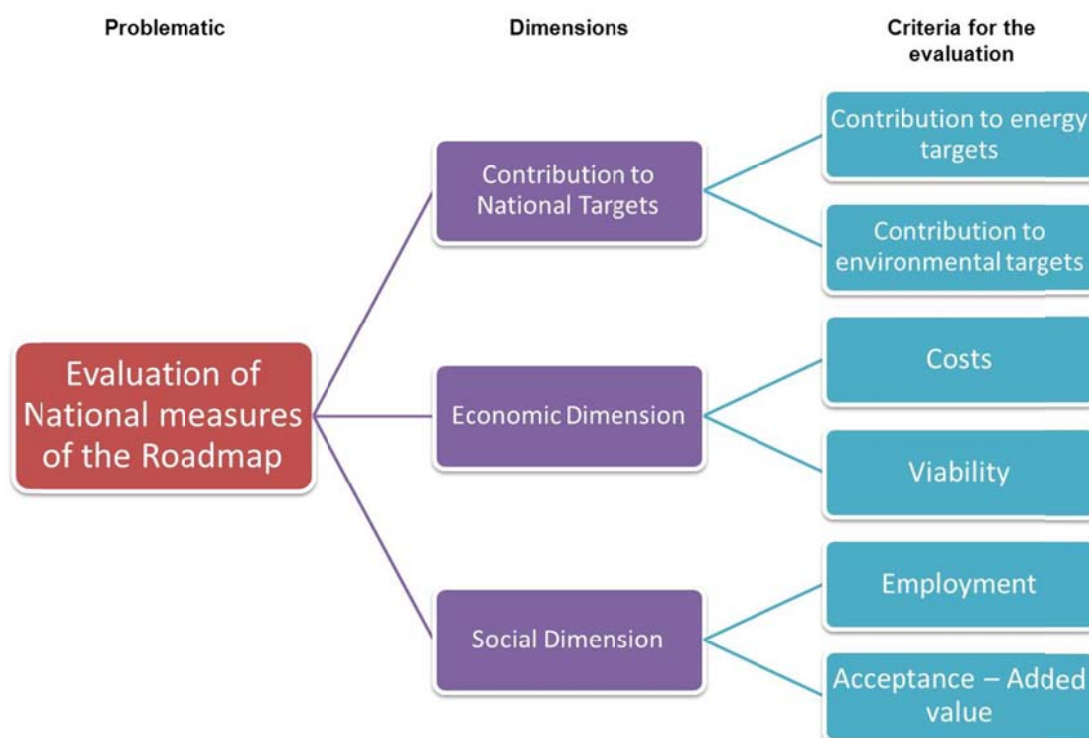 Problematic
Dimensions
Criteria for the
evaluation
Evaluation of
National measures
of the Roadmap
Contribution to
National Targets
Economic Dimension
Social Dimension
Contribution to energy
targets
Contribution to
environmental targets
Costs
Viability
Employment
Acceptance – Added
value